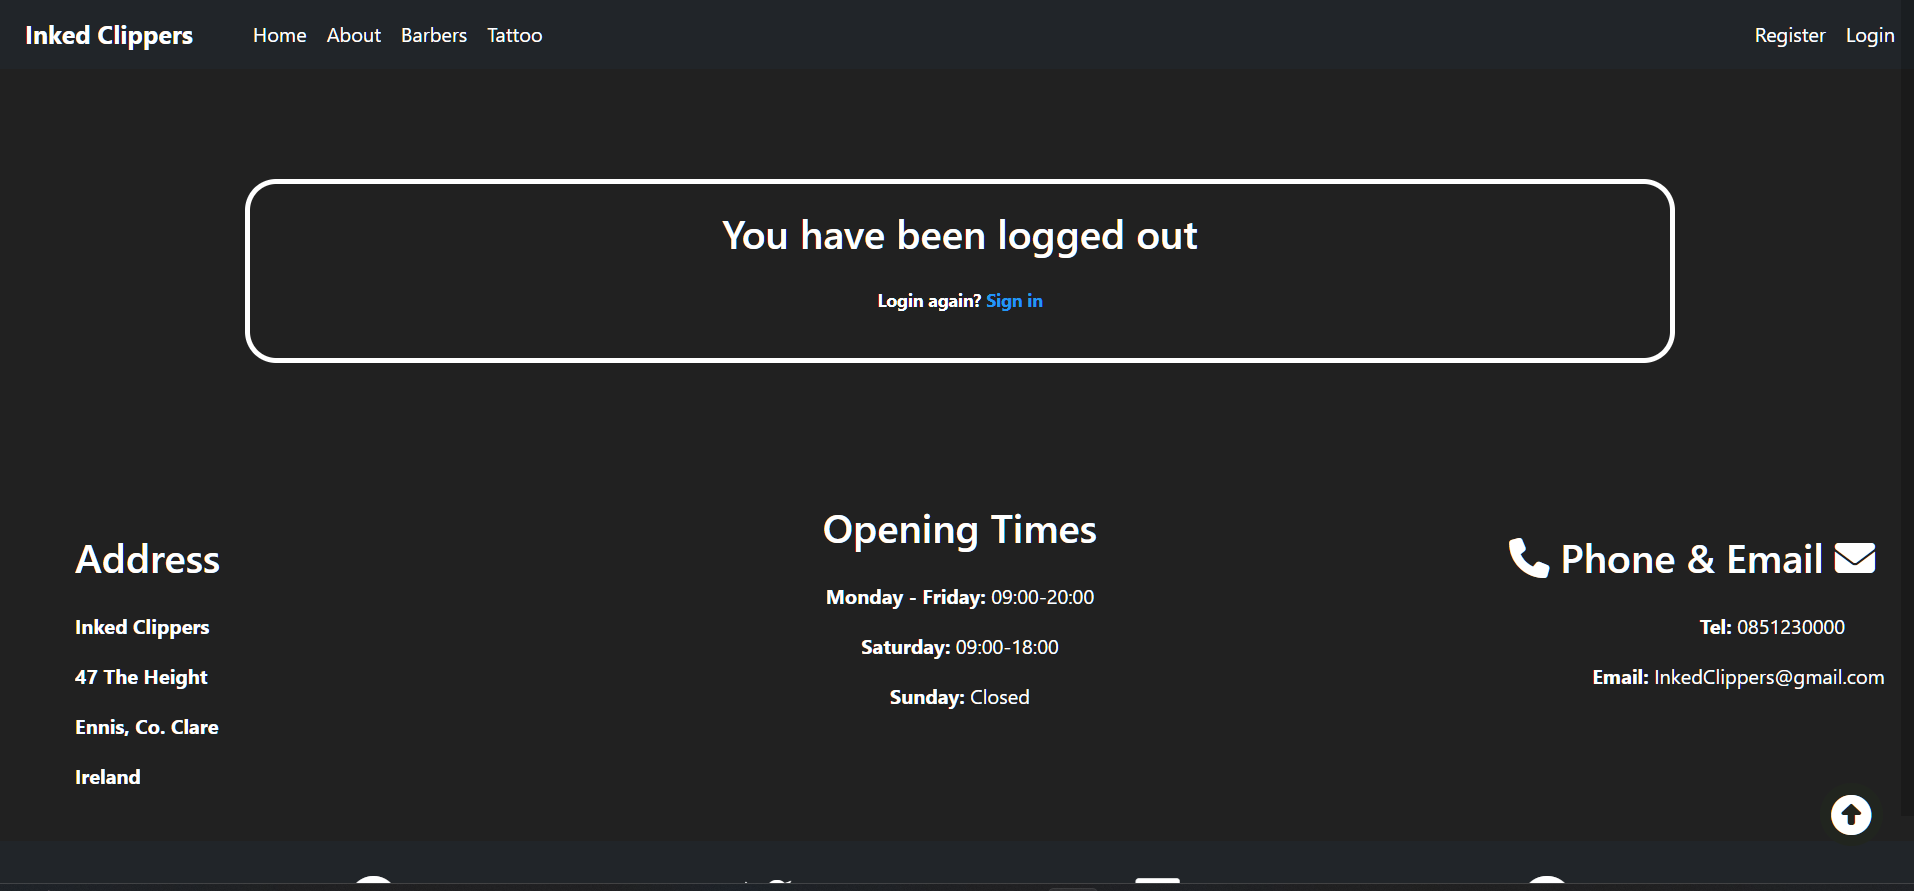 Inked Clippers
Home About Barbers Tattoo
Register Login
You have been logged out
Login again? Sign in
Address
Inked Clippers
47 The Height
Ennis, Co. Clare
Ireland
Opening Times
Monday - Friday: 09:00-20:00
Saturday: 09:00-18:00
Sunday: Closed
Phone & Email
Tel: 0851230000
Email: InkedClippers@gmail.com